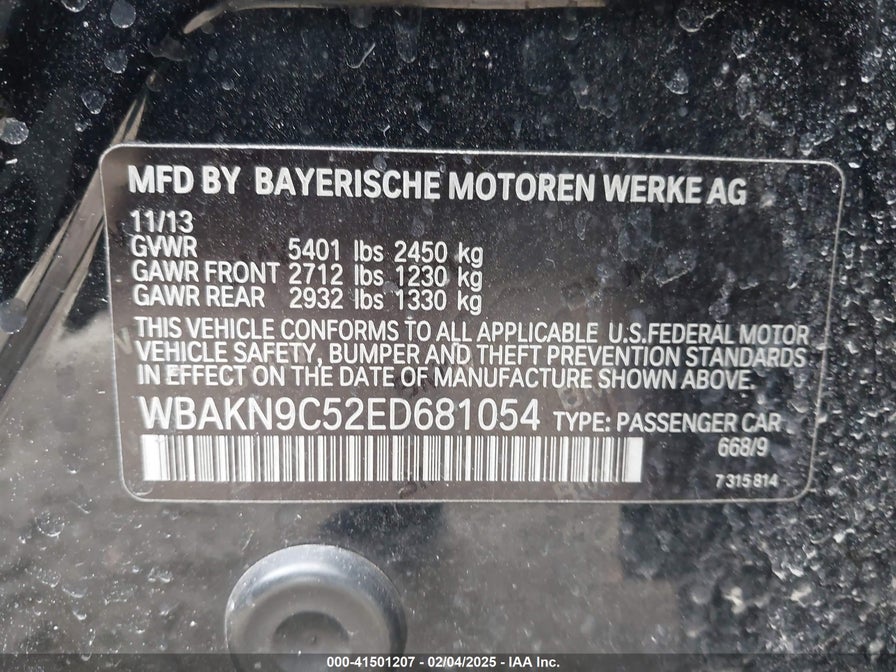 MFD BY BAYERISCHE MOTOREN WERKE AG
11/13
GVWR 5401 lbs 2450 kg
GAWR FRONT 2712 lbs 1230 kg
GAWR REAR 2932 lbs 1330 kg
THIS VEHICLE CONFORMS TO ALL APPLICABLE U.S.FEDERAL MOTOR
VEHICLE SAFETY, BUMPER AND THEFT PREVENTION STANDARDS
IN EFFECT ON THE DATE OF MANUFACTURE SHOWN ABOVE.
WBAKN9C52ED681054 TYPE: PASSENGER CAR
668/9
7315814
000-41501207 - 02/04/2025 - IAA Inc.